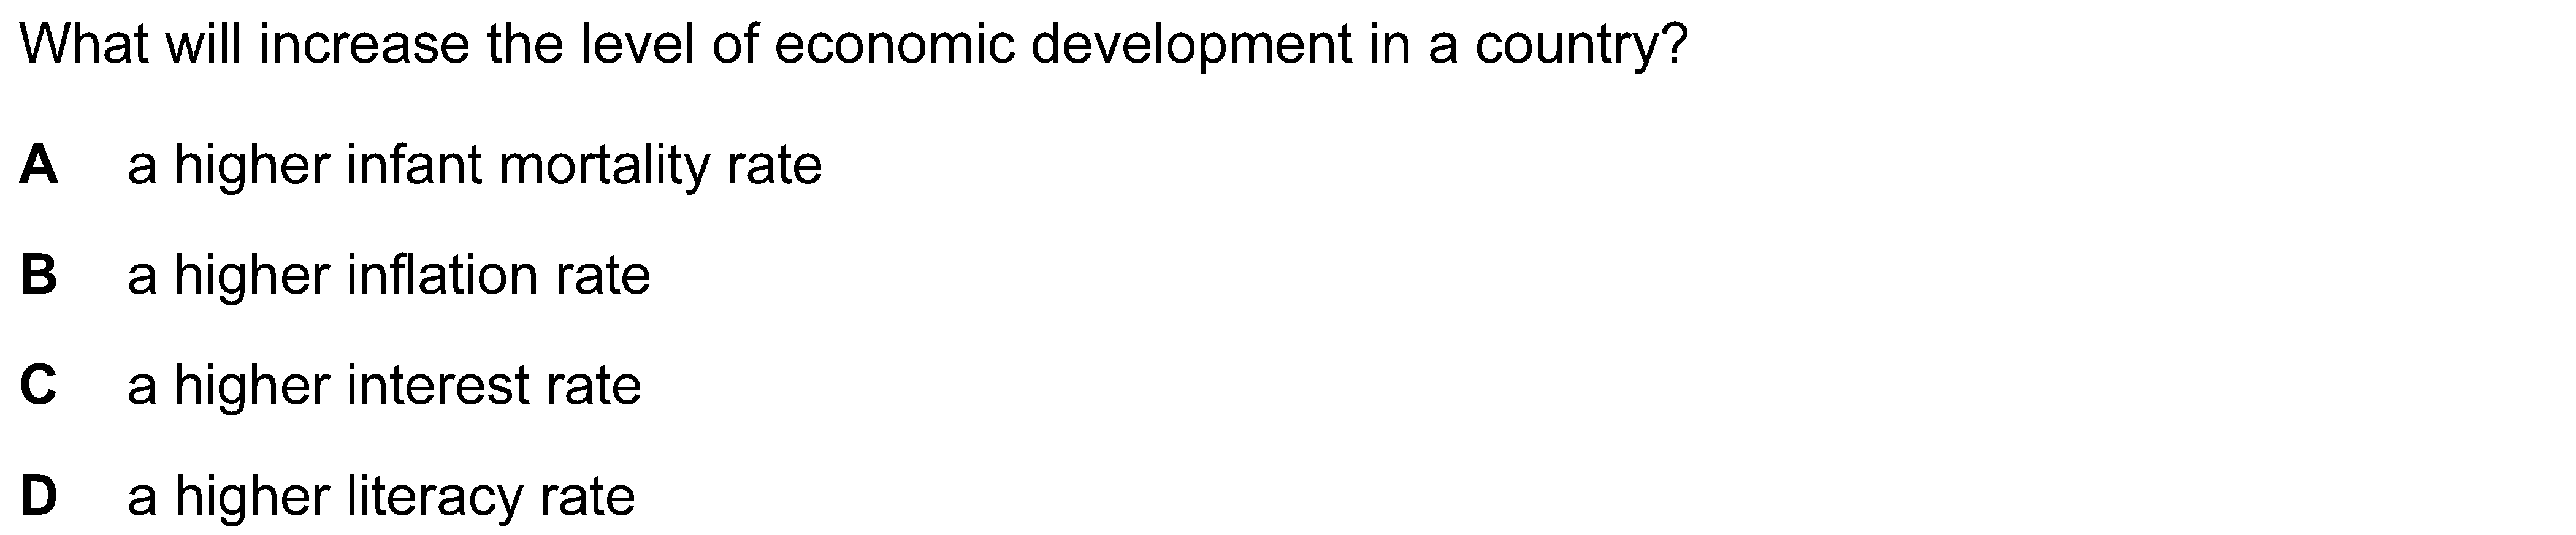 What will increase the level of economic development in a country?
A a higher infant mortality rate
B a higher inflation rate
C a higher interest rate
D a higher literacy rate